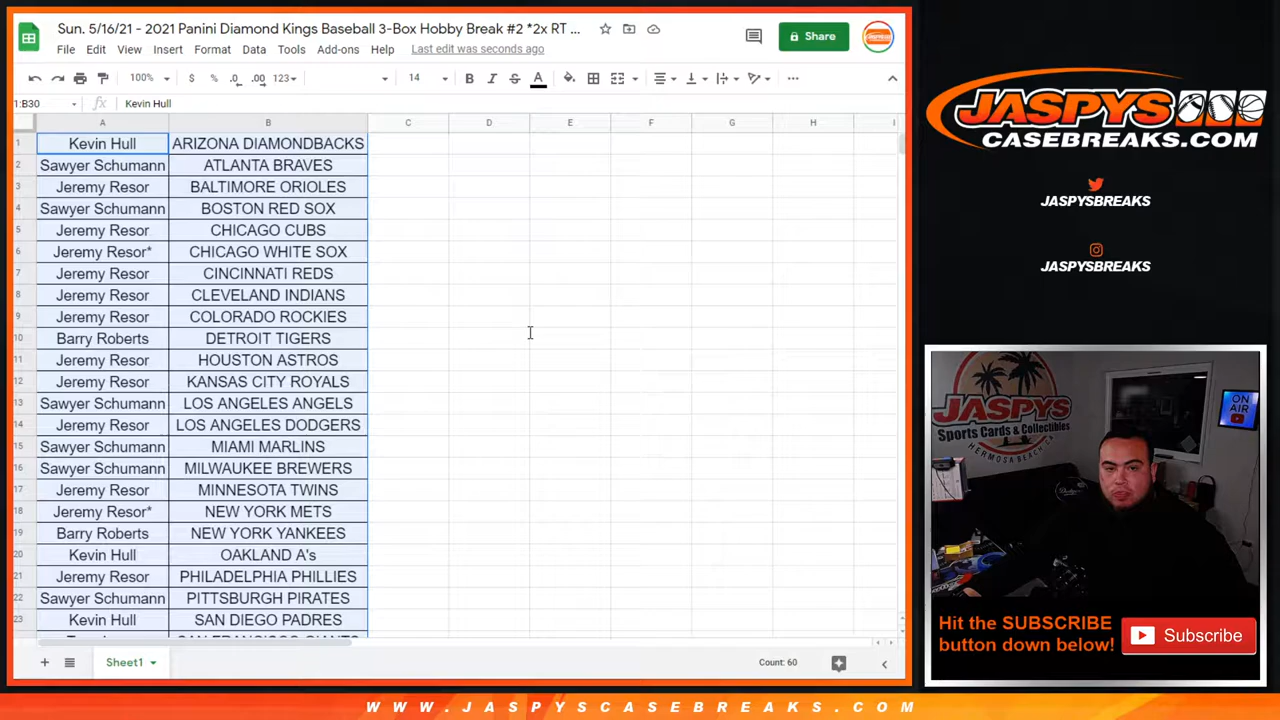 Sun. 5/16/21 - 2021 Panini Diamond Kings Baseball 3-Box Hobby Break #2 *2x RT ...
File Edit View Insert Format Data Tools Add-ons Help Last edit was seconds ago
Share
100% $ % .0 .00 123 14 B I S A
1:B30 fx Kevin Hull
A B C D E F G H I
1 Kevin Hull ARIZONA DIAMONDBACKS
2 Sawyer Schumann ATLANTA BRAVES
3 Jeremy Resor BALTIMORE ORIOLES
4 Sawyer Schumann BOSTON RED SOX
5 Jeremy Resor CHICAGO CUBS
6 Jeremy Resor* CHICAGO WHITE SOX
7 Jeremy Resor CINCINNATI REDS
8 Jeremy Resor CLEVELAND INDIANS
9 Jeremy Resor COLORADO ROCKIES
10 Barry Roberts DETROIT TIGERS
11 Jeremy Resor HOUSTON ASTROS
12 Jeremy Resor KANSAS CITY ROYALS
13 Sawyer Schumann LOS ANGELES ANGELS
14 Jeremy Resor LOS ANGELES DODGERS
15 Sawyer Schumann MIAMI MARLINS
16 Sawyer Schumann MILWAUKEE BREWERS
17 Jeremy Resor MINNESOTA TWINS
18 Jeremy Resor* NEW YORK METS
19 Barry Roberts NEW YORK YANKEES
20 Kevin Hull OAKLAND A's
21 Jeremy Resor PHILADELPHIA PHILLIES
22 Sawyer Schumann PITTSBURGH PIRATES
23 Kevin Hull SAN DIEGO PADRES
SAN FRANCISCO GIANTS
Sheet1
Count: 60
JASPYS
CASEBREAKS.COM
JASPYSBREAKS
JASPYSBREAKS
JASPYS
Sports Cards & Collectibles
HERMOSA BEACH CA
ON
AIR
Hit the SUBSCRIBE
button down below!
Subscribe
WWW.JASPYSCASEBREAKS.COM